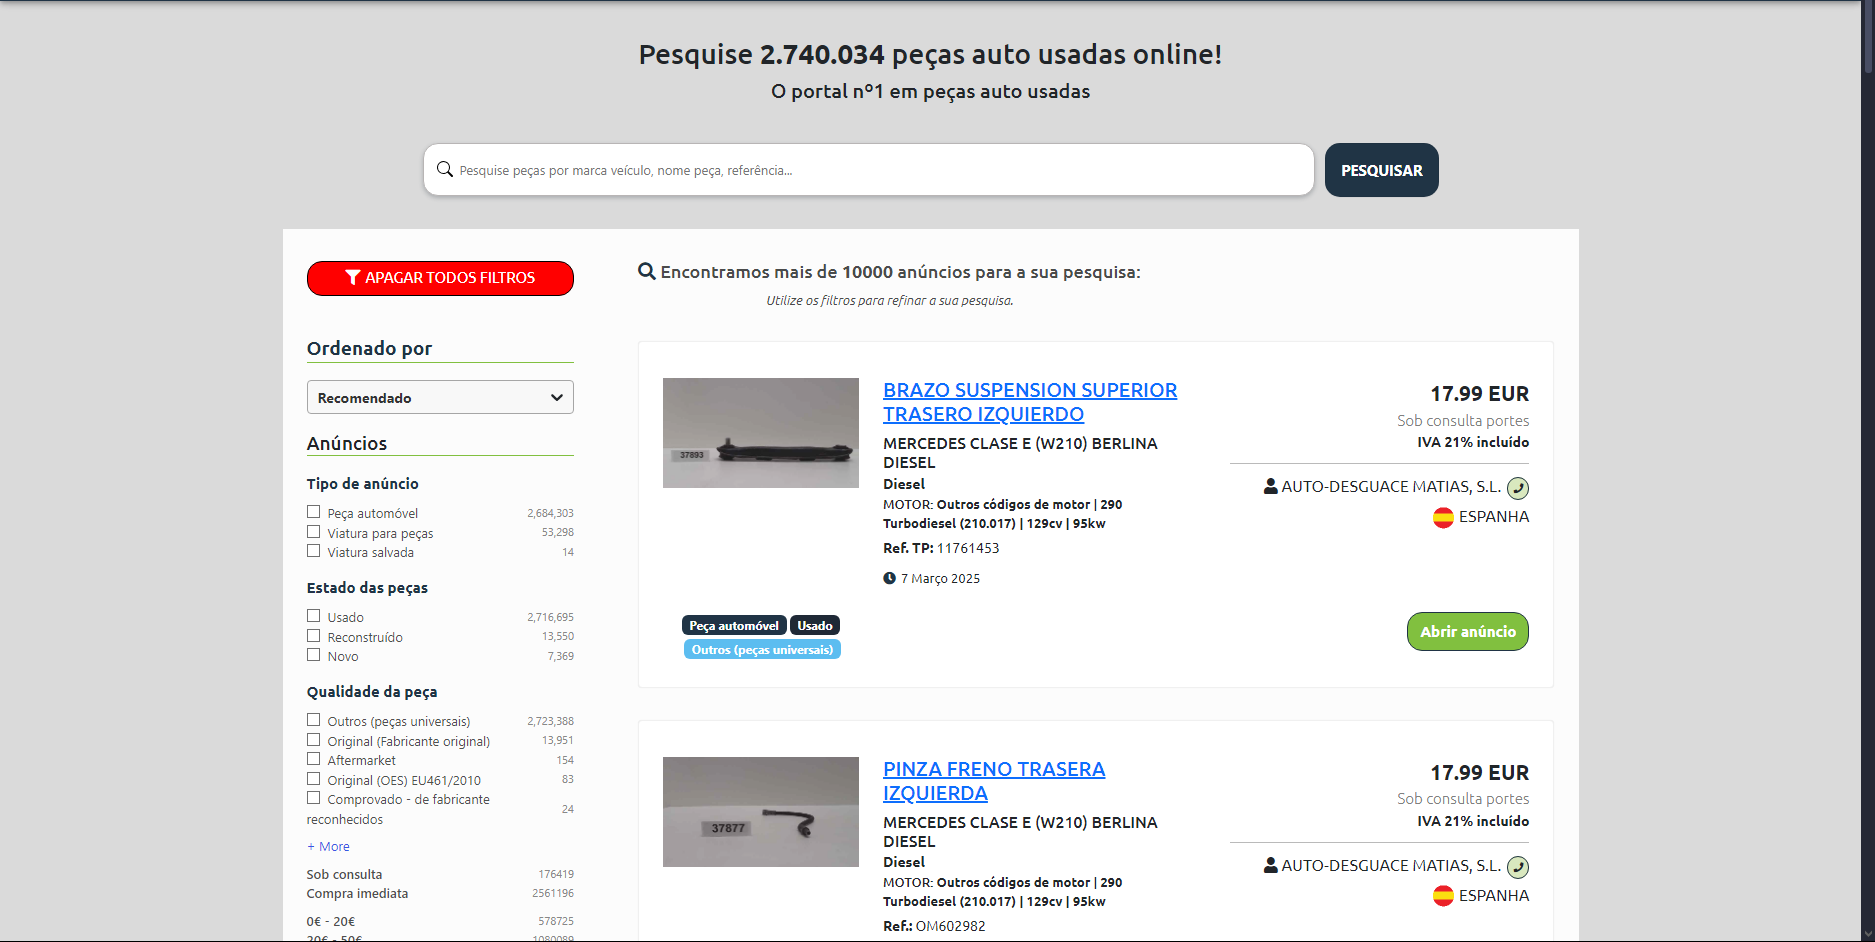 Pesquise 2.740.034 peças auto usadas online!
O portal nº1 em peças auto usadas
Pesquise peças por marca veículo, nome peça, referência...
PESQUISAR
APAGAR TODOS FILTROS
Ordenado por
Recomendado
Anúncios
Tipo de anúncio
Peça automóvel 2,684,303
Viatura para peças 53,298
Viatura salvada 14
Estado das peças
Usado 2,716,695
Reconstruído 13,550
Novo 7,369
Qualidade da peça
Outros (peças universais) 2,723,388
Original (Fabricante original) 13,951
Aftermarket 154
Original (OES) EU461/2010 83
Comprovado - de fabricante
reconhecidos 24
+ More
Sob consulta 176419
Compra imediata 2561196
0€ - 20€ 578725
20€ - 50€ 1080089
Encontramos mais de 10000 anúncios para a sua pesquisa:
Utilize os filtros para refinar a sua pesquisa.
37893
BRAZO SUSPENSION SUPERIOR
TRASERO IZQUIERDO
MERCEDES CLASE E (W210) BERLINA
DIESEL
Diesel
MOTOR: Outros códigos de motor | 290
Turbodiesel (210.017) | 129cv | 95kw
Ref. TP: 11761453
7 Março 2025
Peça automóvel Usado
Outros (peças universais)
17.99 EUR
Sob consulta portes
IVA 21% incluído
AUTO-DESGUACE MATIAS, S.L.
ESPANHA
Abrir anúncio
37877
PINZA FRENO TRASERA
IZQUIERDA
MERCEDES CLASE E (W210) BERLINA
DIESEL
Diesel
MOTOR: Outros códigos de motor | 290
Turbodiesel (210.017) | 129cv | 95kw
Ref.: OM602982
17.99 EUR
Sob consulta portes
IVA 21% incluído
AUTO-DESGUACE MATIAS, S.L.
ESPANHA